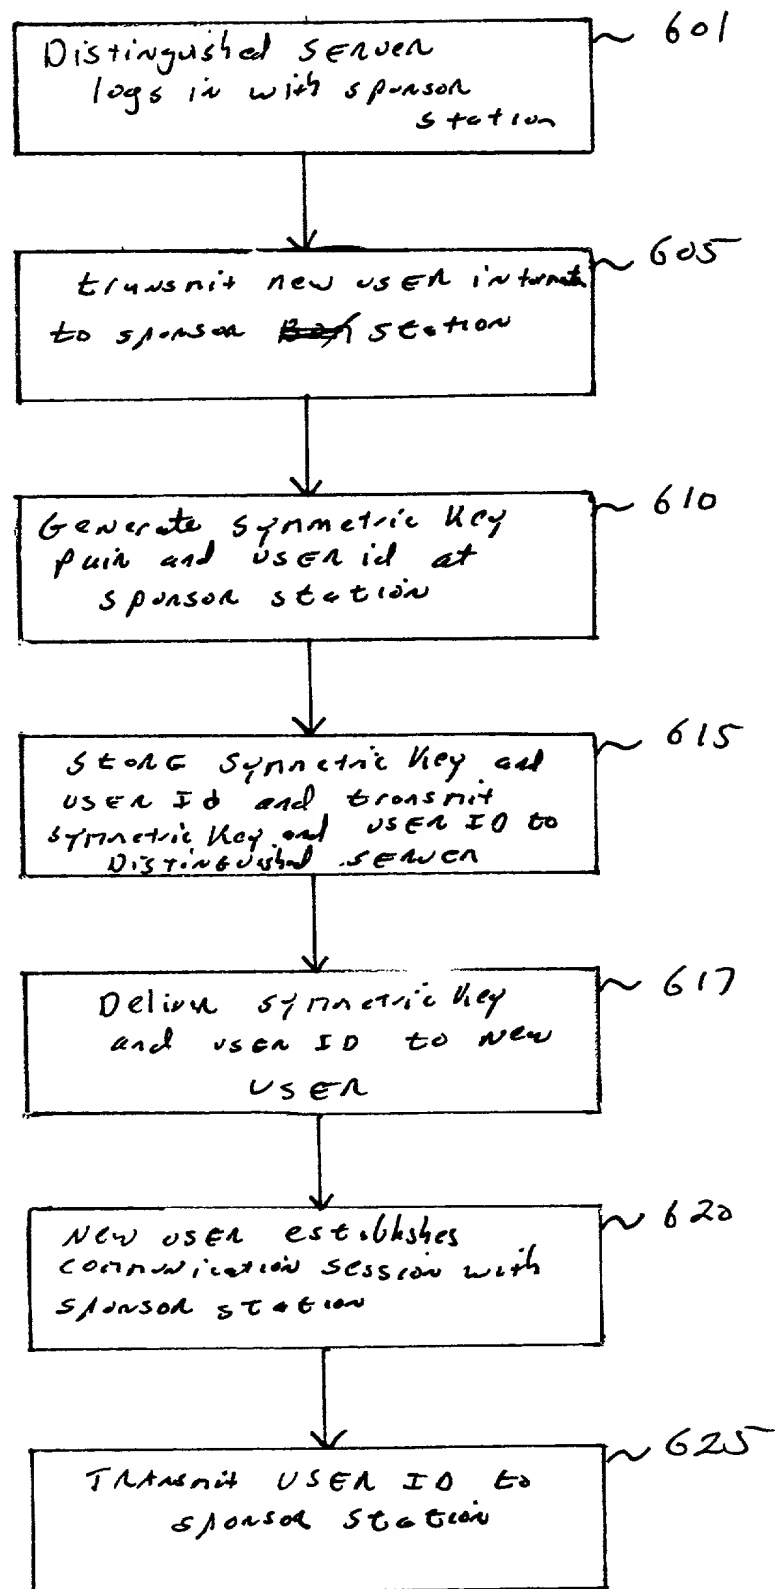 Distinguished SERVER
logs in with sponsor
station
601
transmit new USER informat
to sponsor station
605
Generate symmetric Key
pair and USER id at
sponsor station
610
STORE symmetric Key and
USER Id and transmit
symmetric Key and USER ID to
DISTINGuished SERVER
615
Deliver symmetric Key
and USER ID to New
USER
617
New USER establishes
communication session with
sponsor station
620
TRAnsmit USER ID to
sponsor station
625